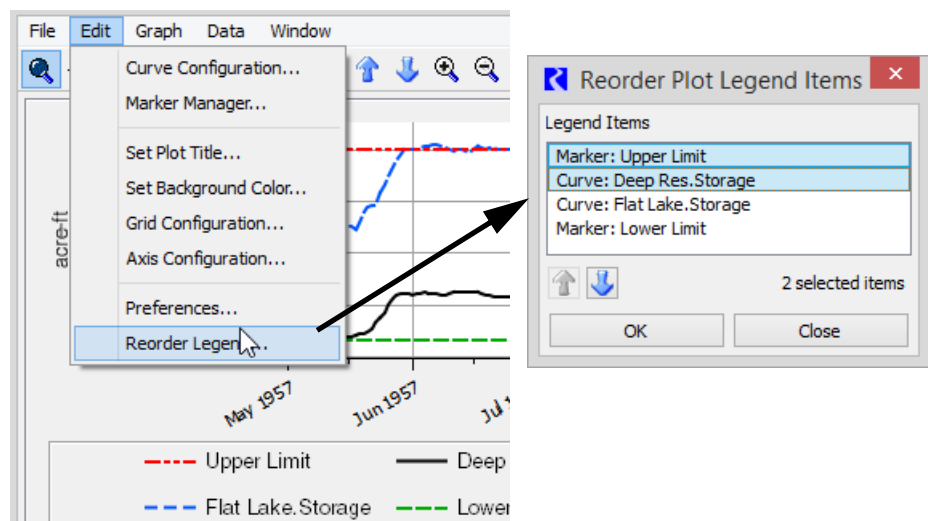 File Edit Graph Data Window
Curve Configuration...
Marker Manager...
Set Plot Title...
Set Background Color...
Grid Configuration...
Axis Configuration...
Preferences...
Reorder Legen...
acre-ft
May 1957 Jun 1957 Jul
Upper Limit Deep
Flat Lake.Storage Lower
Reorder Plot Legend Items
Legend Items
Marker: Upper Limit
Curve: Deep Res.Storage
Curve: Flat Lake.Storage
Marker: Lower Limit
2 selected items
OK Close